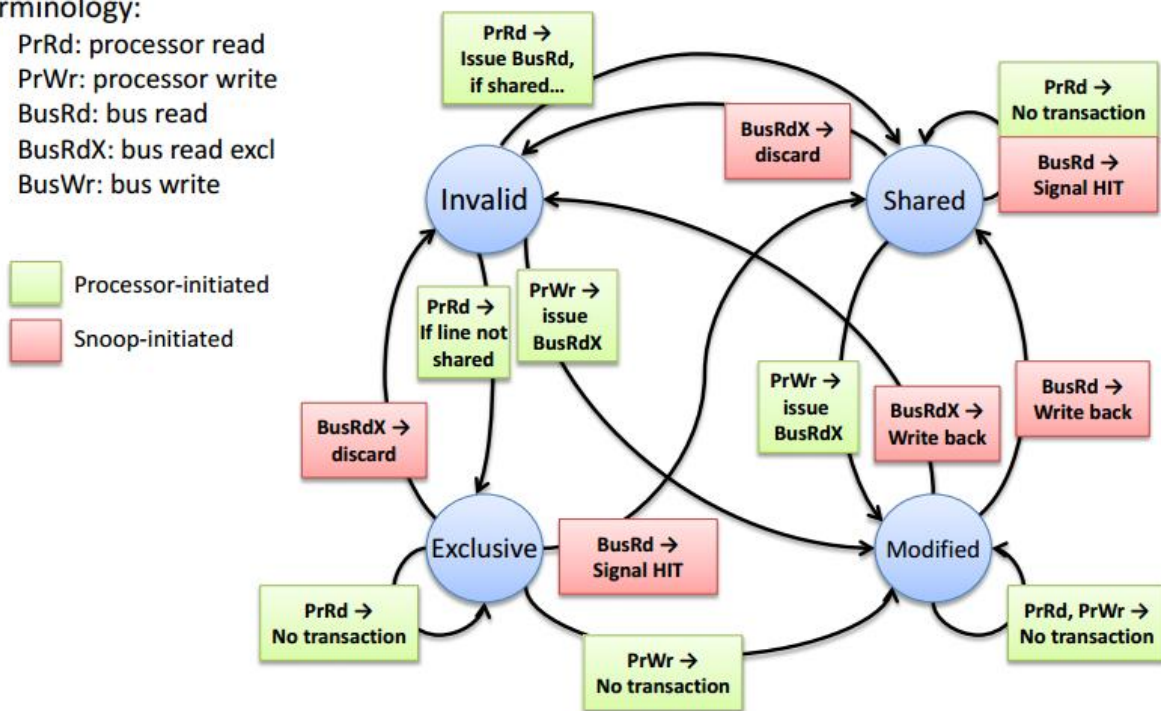 rminology:
PrRd: processor read
PrWr: processor write
BusRd: bus read
BusRdX: bus read excl
BusWr: bus write
Processor-initiated
Snoop-initiated
PrRd →
Issue BusRd,
if shared…
BusRdX →
discard
PrRd →
No transaction
BusRd →
Signal HIT
Invalid
Shared
PrRd →
If line not
shared
PrWr →
issue
BusRdX
PrWr →
issue
BusRdX
BusRdX →
Write back
BusRd →
Write back
BusRdX →
discard
Exclusive
Modified
BusRd →
Signal HIT
PrRd →
No transaction
PrWr →
No transaction
PrRd, PrWr →
No transaction